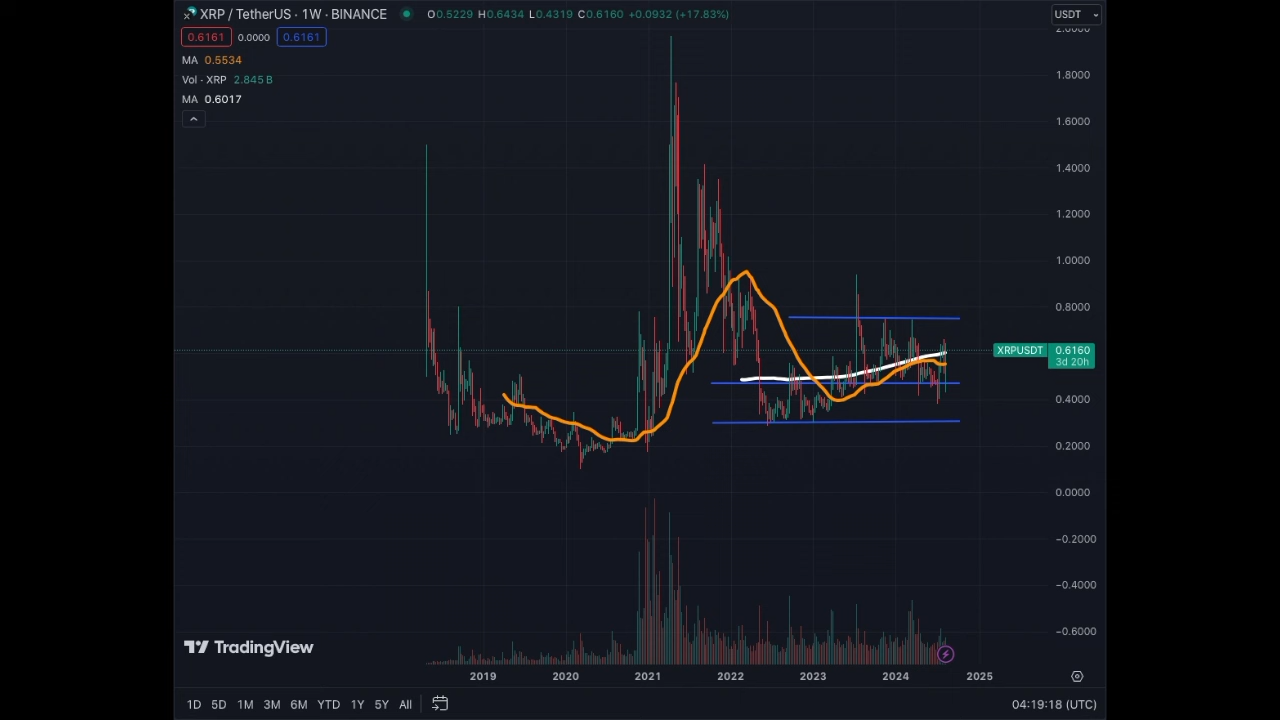 XRP / TetherUS · 1W · BINANCE O0.5229 H0.6434 L0.4319 C0.6160 +0.0932 (+17.83%) USDT
0.6161 0.0000 0.6161
MA 0.5534
Vol · XRP 2.845 B
MA 0.6017
2.0000
1.8000
1.6000
1.4000
1.2000
1.0000
0.8000
XRPUSDT 0.6160
3d 20h
0.4000
0.2000
0.0000
−0.2000
−0.4000
−0.6000
TradingView
2019 2020 2021 2022 2023 2024 2025
1D 5D 1M 3M 6M YTD 1Y 5Y All 04:19:18 (UTC)